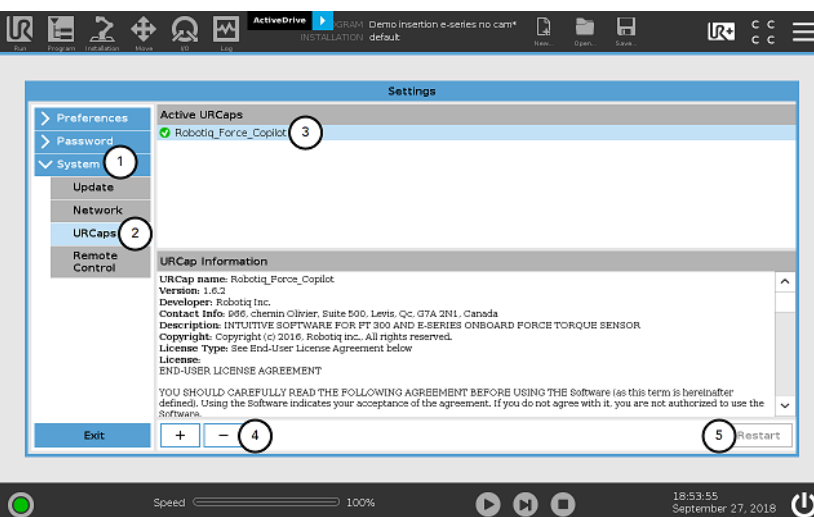 ActiveDrive
GRAM Demo insertion e-series no cam*
INSTALLATION default
UR
Run
Program
Installation
Move
I/O
Log
New...
Open...
Save...
UR+
C C
C C
Settings
Preferences
Password
System
1
Update
Network
URCaps
2
Remote
Control
Exit
Active URCaps
Robotiq_Force_Copilot
3
URCap Information
URCap name: Robotiq_Force_Copilot
Version: 1.6.2
Developer: Robotiq Inc.
Contact Info: 966, chemin Olivier, Suite 500, Levis, Qc, G7A 2N1, Canada
Description: INTUITIVE SOFTWARE FOR FT 300 AND E-SERIES ONBOARD FORCE TORQUE SENSOR
Copyright: Copyright (c) 2016, Robotiq inc., All rights reserved.
License Type: See End-User License Agreement below
License:
END-USER LICENSE AGREEMENT
YOU SHOULD CAREFULLY READ THE FOLLOWING AGREEMENT BEFORE USING THE Software (as this term is hereinafter
defined). Using the Software indicates your acceptance of the agreement. If you do not agree with it, you are not authorized to use the
Software.
+
−
4
5
Restart
Speed
100%
18:53:55
September 27, 2018